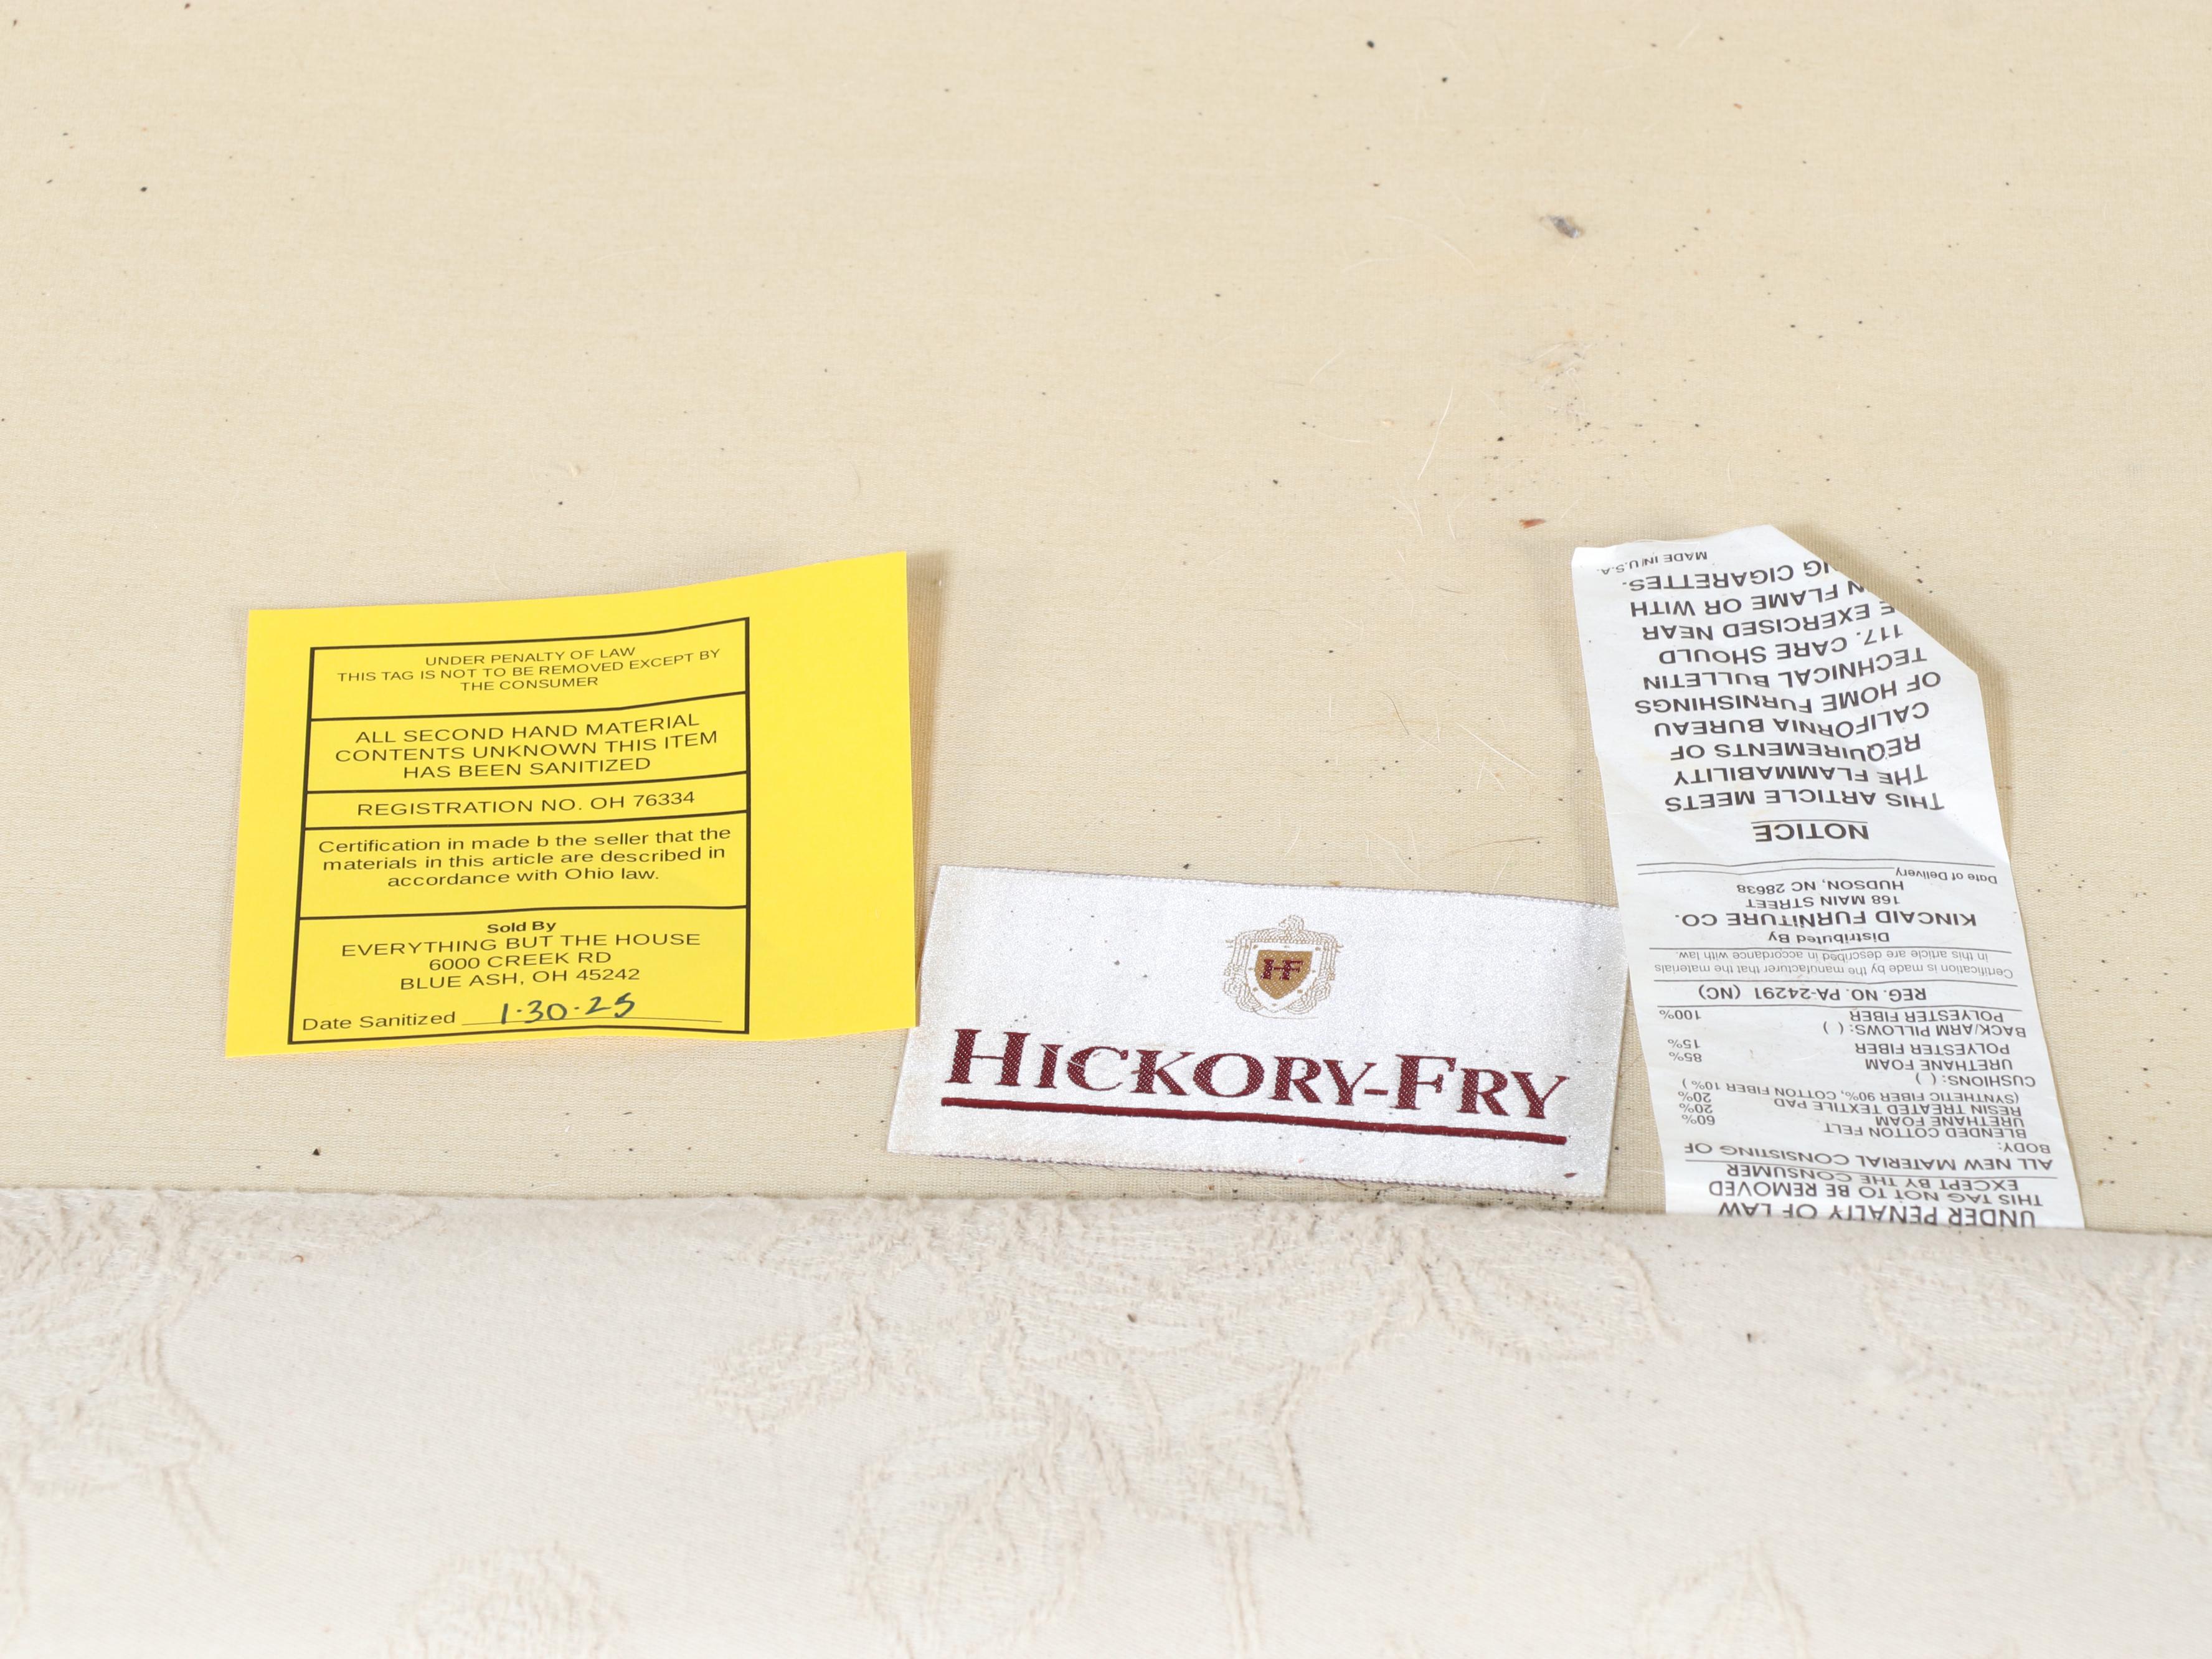 UNDER PENALTY OF LAW
THIS TAG IS NOT TO BE REMOVED EXCEPT BY
THE CONSUMER
ALL SECOND HAND MATERIAL
CONTENTS UNKNOWN THIS ITEM
HAS BEEN SANITIZED
REGISTRATION NO. OH 76334
Certification in made b the seller that the
materials in this article are described in
accordance with Ohio law.
Sold By
EVERYTHING BUT THE HOUSE
6000 CREEK RD
BLUE ASH, OH 45242
Date Sanitized 1·30·25
HF
HICKORY-FRY
UNDER PENALTY OF LAW
THIS TAG NOT TO BE REMOVED
EXCEPT BY THE CONSUMER
ALL NEW MATERIAL CONSISTING OF
BODY:
BLENDED COTTON FELT 60%
URETHANE FOAM 20%
RESIN TREATED TEXTILE PAD 20%
(SYNTHETIC FIBER 90%, COTTON FIBER 10% )
CUSHIONS: ( )
URETHANE FOAM 85%
POLYESTER FIBER 15%
BACK/ARM PILLOWS: ( )
POLYESTER FIBER 100%
REG. NO. PA-24291 (NC)
Certification is made by the manufacturer that the materials
in this article are described in accordance with law.
Distributed By
KINCAID FURNITURE CO.
168 MAIN STREET
HUDSON, NC 28638
Date of Delivery
NOTICE
THIS ARTICLE MEETS
THE FLAMMABILITY
REQUIREMENTS OF
CALIFORNIA BUREAU
OF HOME FURNISHINGS
TECHNICAL BULLETIN
117. CARE SHOULD
E EXERCISED NEAR
N FLAME OR WITH
NG CIGARETTES.
MADE IN U.S.A.